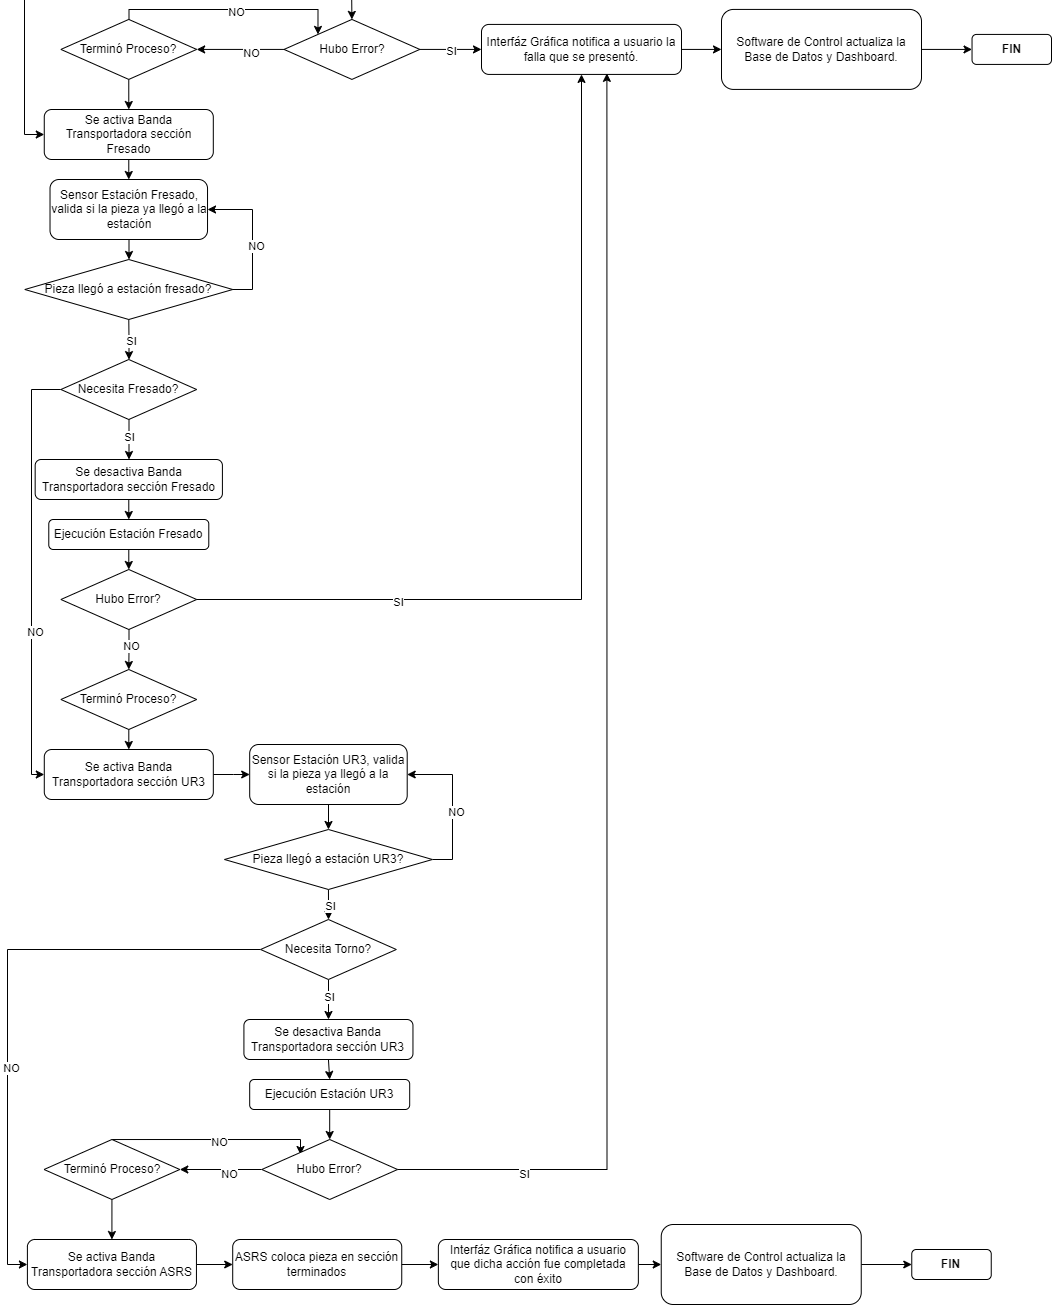 NO
Terminó Proceso?
NO
Hubo Error?
SI
Interfáz Gráfica notifica a usuario la
falla que se presentó.
Software de Control actualiza la
Base de Datos y Dashboard.
FIN
Se activa Banda
Transportadora sección
Fresado
Sensor Estación Fresado,
valida si la pieza ya llegó a la
estación
NO
Pieza llegó a estación fresado?
SI
Necesita Fresado?
SI
Se desactiva Banda
Transportadora sección Fresado
Ejecución Estación Fresado
Hubo Error?
SI
NO
NO
Terminó Proceso?
Se activa Banda
Transportadora sección UR3
Sensor Estación UR3, valida
si la pieza ya llegó a la
estación
NO
Pieza llegó a estación UR3?
SI
Necesita Torno?
SI
Se desactiva Banda
Transportadora sección UR3
NO
Ejecución Estación UR3
NO
Terminó Proceso?
NO
Hubo Error?
SI
Se activa Banda
Transportadora sección ASRS
ASRS coloca pieza en sección
terminados
Interfáz Gráfica notifica a usuario
que dicha acción fue completada
con éxito
Software de Control actualiza la
Base de Datos y Dashboard.
FIN